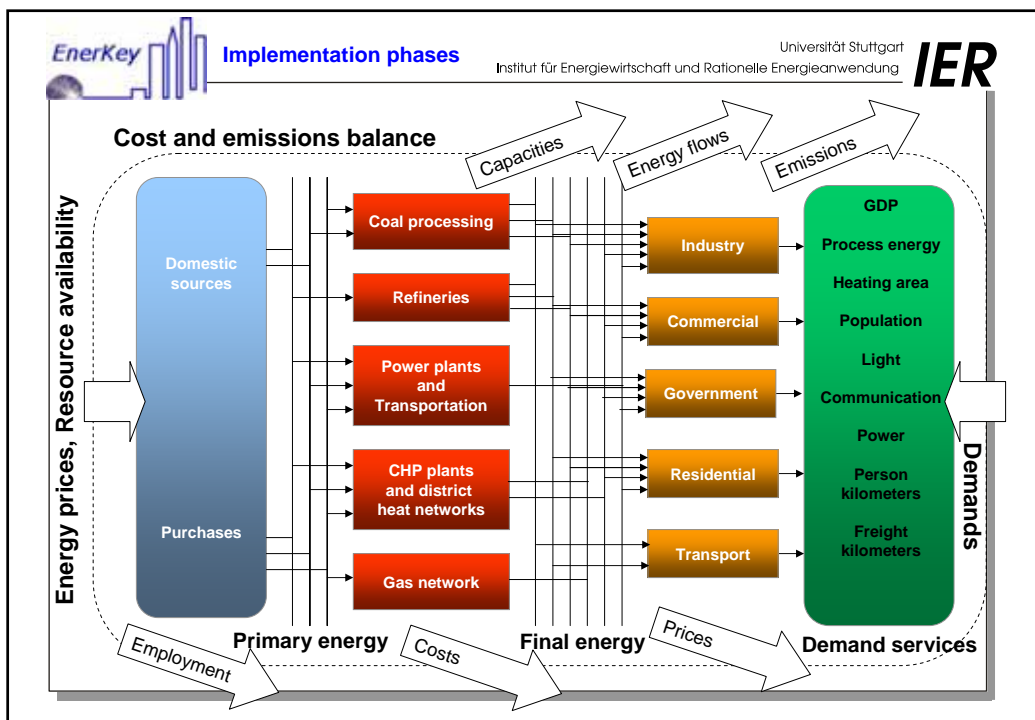 EnerKey
Implementation phases
Universität Stuttgart
Institut für Energiewirtschaft und Rationelle Energieanwendung
IER
Cost and emissions balance
Capacities
Energy flows
Emissions
Energy prices, Resource availability
Domestic
sources
Purchases
Coal processing
Refineries
Power plants
and
Transportation
CHP plants
and district
heat networks
Gas network
Industry
Commercial
Government
Residential
Transport
GDP
Process energy
Heating area
Population
Light
Communication
Power
Person
kilometers
Freight
kilometers
Demands
Primary energy
Final energy
Demand services
Employment
Costs
Prices